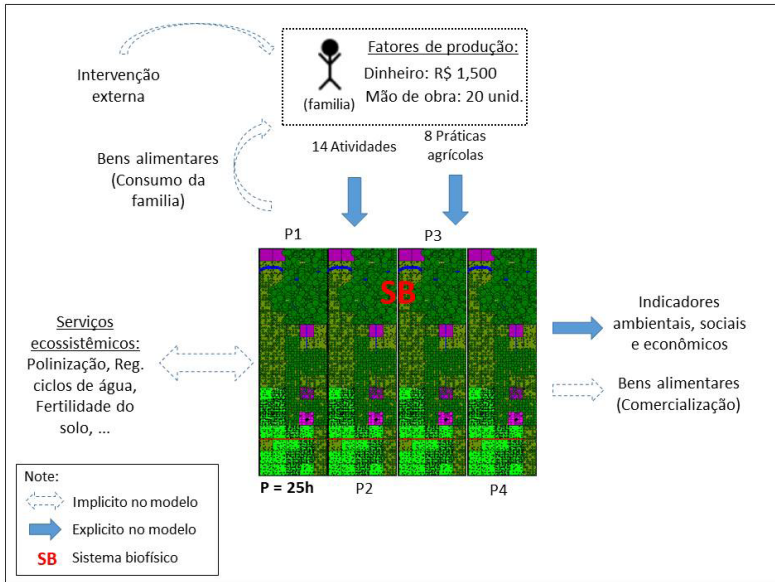 Intervenção
externa
Fatores de produção:
Dinheiro: R$ 1,500
Mão de obra: 20 unid.
(familia)
Bens alimentares
(Consumo da
familia)
14 Atividades
8 Práticas
agrícolas
P1
P3
SB
Serviços
ecossistêmicos:
Polinização, Reg.
ciclos de água,
Fertilidade do
solo, ...
Indicadores
ambientais, sociais
e econômicos
Bens alimentares
(Comercialização)
P = 25h
P2
P4
Note:
Implicito no modelo
Explicito no modelo
SB Sistema biofísico